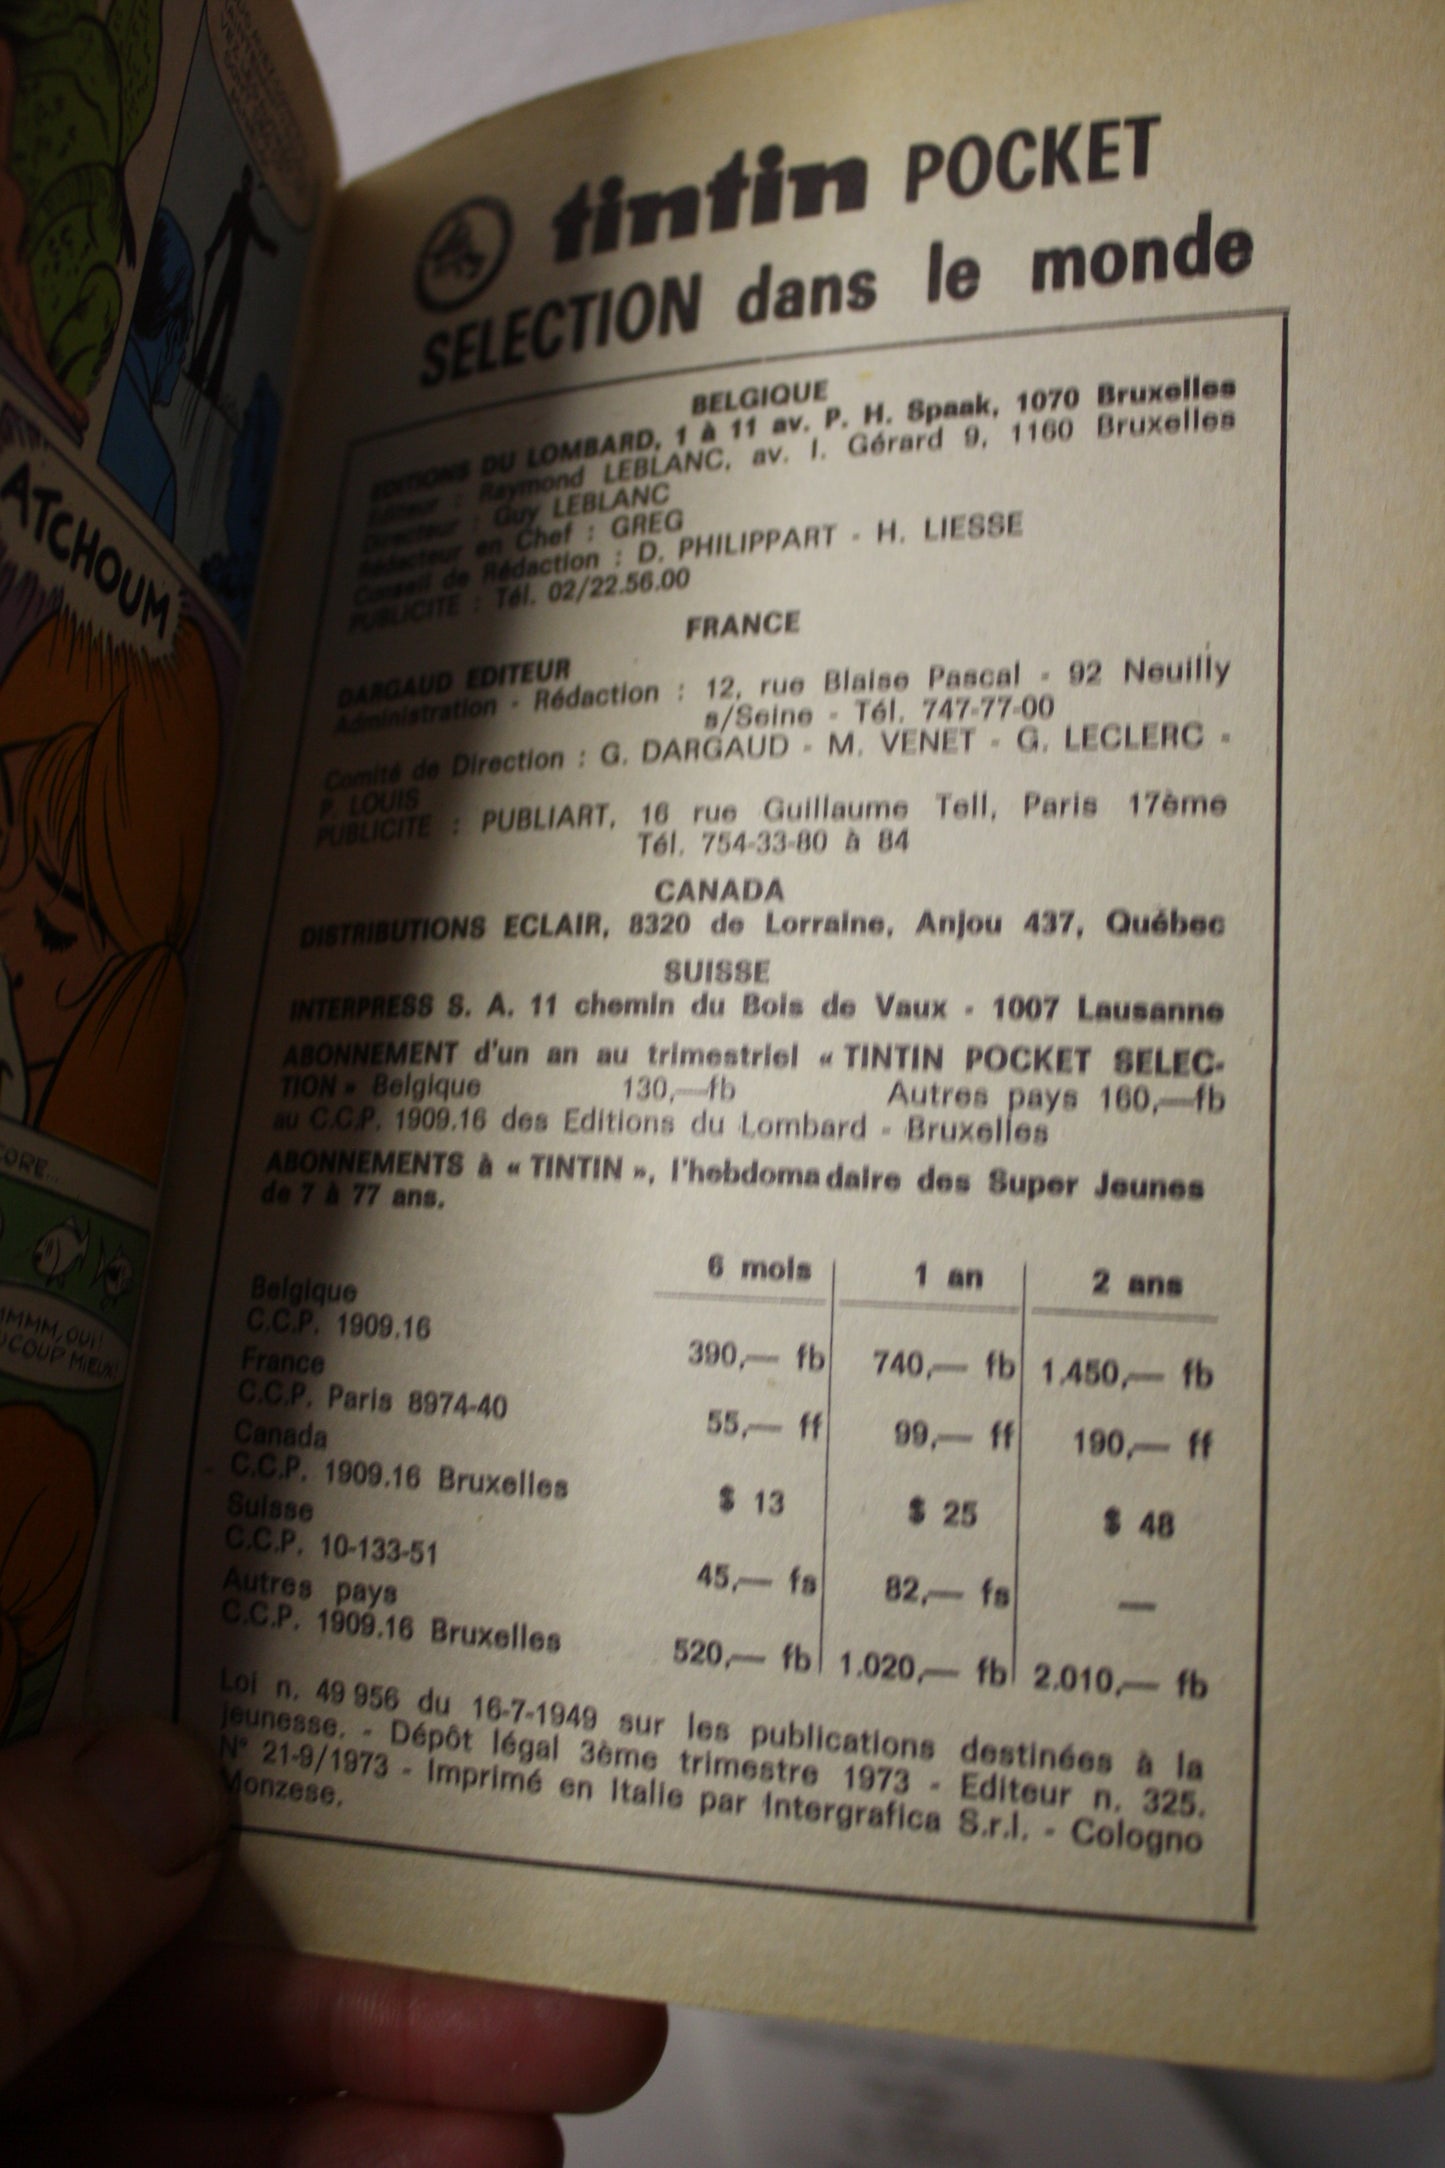 ATCHOUM
CORE...
MMMM, OUI!
UCOUP MIEUX!
tintin POCKET
SELECTION dans le monde
BELGIQUE
EDITIONS DU LOMBARD, 1 à 11 av. P. H. Spaak, 1070 Bruxelles
Editeur : Raymond LEBLANC, av. I. Gérard 9, 1160 Bruxelles
Directeur : Guy LEBLANC
Rédacteur en Chef : GREG
Conseil de Rédaction : D. PHILIPPART - H. LIESSE
PUBLICITE : Tél. 02/22.56.00
FRANCE
DARGAUD EDITEUR
Administration - Rédaction : 12, rue Blaise Pascal - 92 Neuilly
s/Seine - Tél. 747-77-00
Comité de Direction : G. DARGAUD - M. VENET - G. LECLERC -
P. LOUIS
PUBLICITE : PUBLIART, 16 rue Guillaume Tell, Paris 17ème
Tél. 754-33-80 à 84
CANADA
DISTRIBUTIONS ECLAIR, 8320 de Lorraine, Anjou 437, Québec
SUISSE
INTERPRESS S. A. 11 chemin du Bois de Vaux - 1007 Lausanne
ABONNEMENT d'un an au trimestriel « TINTIN POCKET SELEC-
TION » Belgique 130,—fb Autres pays 160,—fb
au C.C.P. 1909.16 des Editions du Lombard - Bruxelles
ABONNEMENTS à « TINTIN », l'hebdomadaire des Super Jeunes
de 7 à 77 ans.
6 mois 1 an 2 ans
Belgique
C.C.P. 1909.16 390,— fb 740,— fb 1.450,— fb
France
C.C.P. Paris 8974-40 55,— ff 99,— ff 190,— ff
Canada
C.C.P. 1909.16 Bruxelles $ 13 $ 25 $ 48
Suisse
C.C.P. 10-133-51 45,— fs 82,— fs —
Autres pays
C.C.P. 1909.16 Bruxelles 520,— fb 1.020,— fb 2.010,— fb
Loi n. 49 956 du 16-7-1949 sur les publications destinées à la
jeunesse. - Dépôt légal 3ème trimestre 1973 - Editeur n. 325.
N° 21-9/1973 - Imprimé en Italie par Intergrafica S.r.l. - Cologno
Monzese.